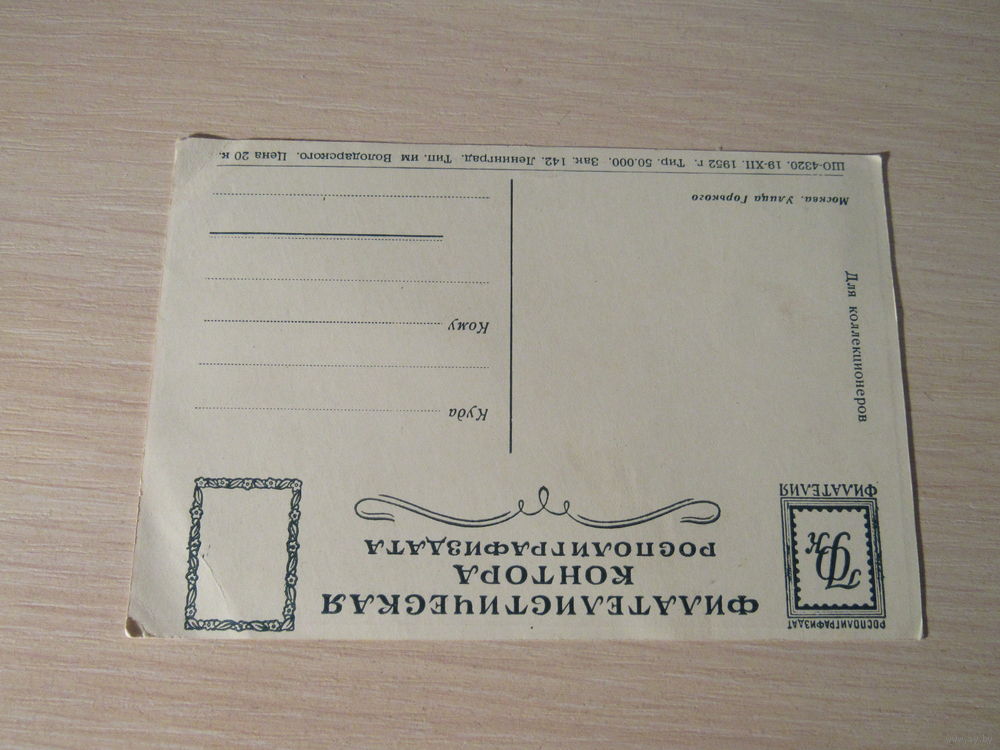 РОСПОЛИГРАФИЗДАТ
Фк
ФИЛАТЕЛИЯ
ФИЛАТЕЛИСТИЧЕСКАЯ
КОНТОРА
РОСПОЛИГРАФИЗДАТА
Для коллекционеров
Куда
Кому
Москва. Улица Горького
ШО-4320. 19-XII. 1952 г. Тир. 50.000. Зак. 142. Ленинград. Тип. им Володарского. Цена 20 к.